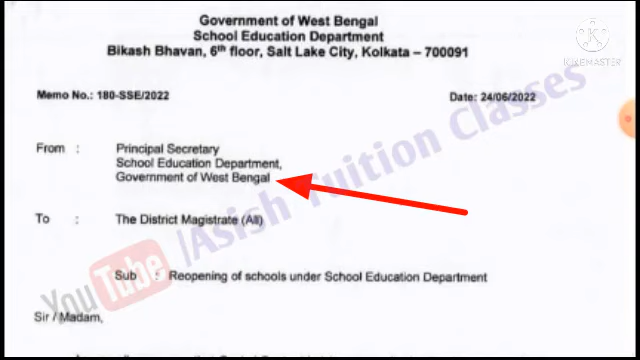 Government of West Bengal
School Education Department
Bikash Bhavan, 6th floor, Salt Lake City, Kolkata – 700091
KINEMASTER
Memo No.: 180-SSE/2022
Date: 24/06/2022
From : Principal Secretary
School Education Department,
Government of West Bengal
To : The District Magistrate (All)
YouTube /Asish Tuition Classes
Sub : Reopening of schools under School Education Department
Sir / Madam,